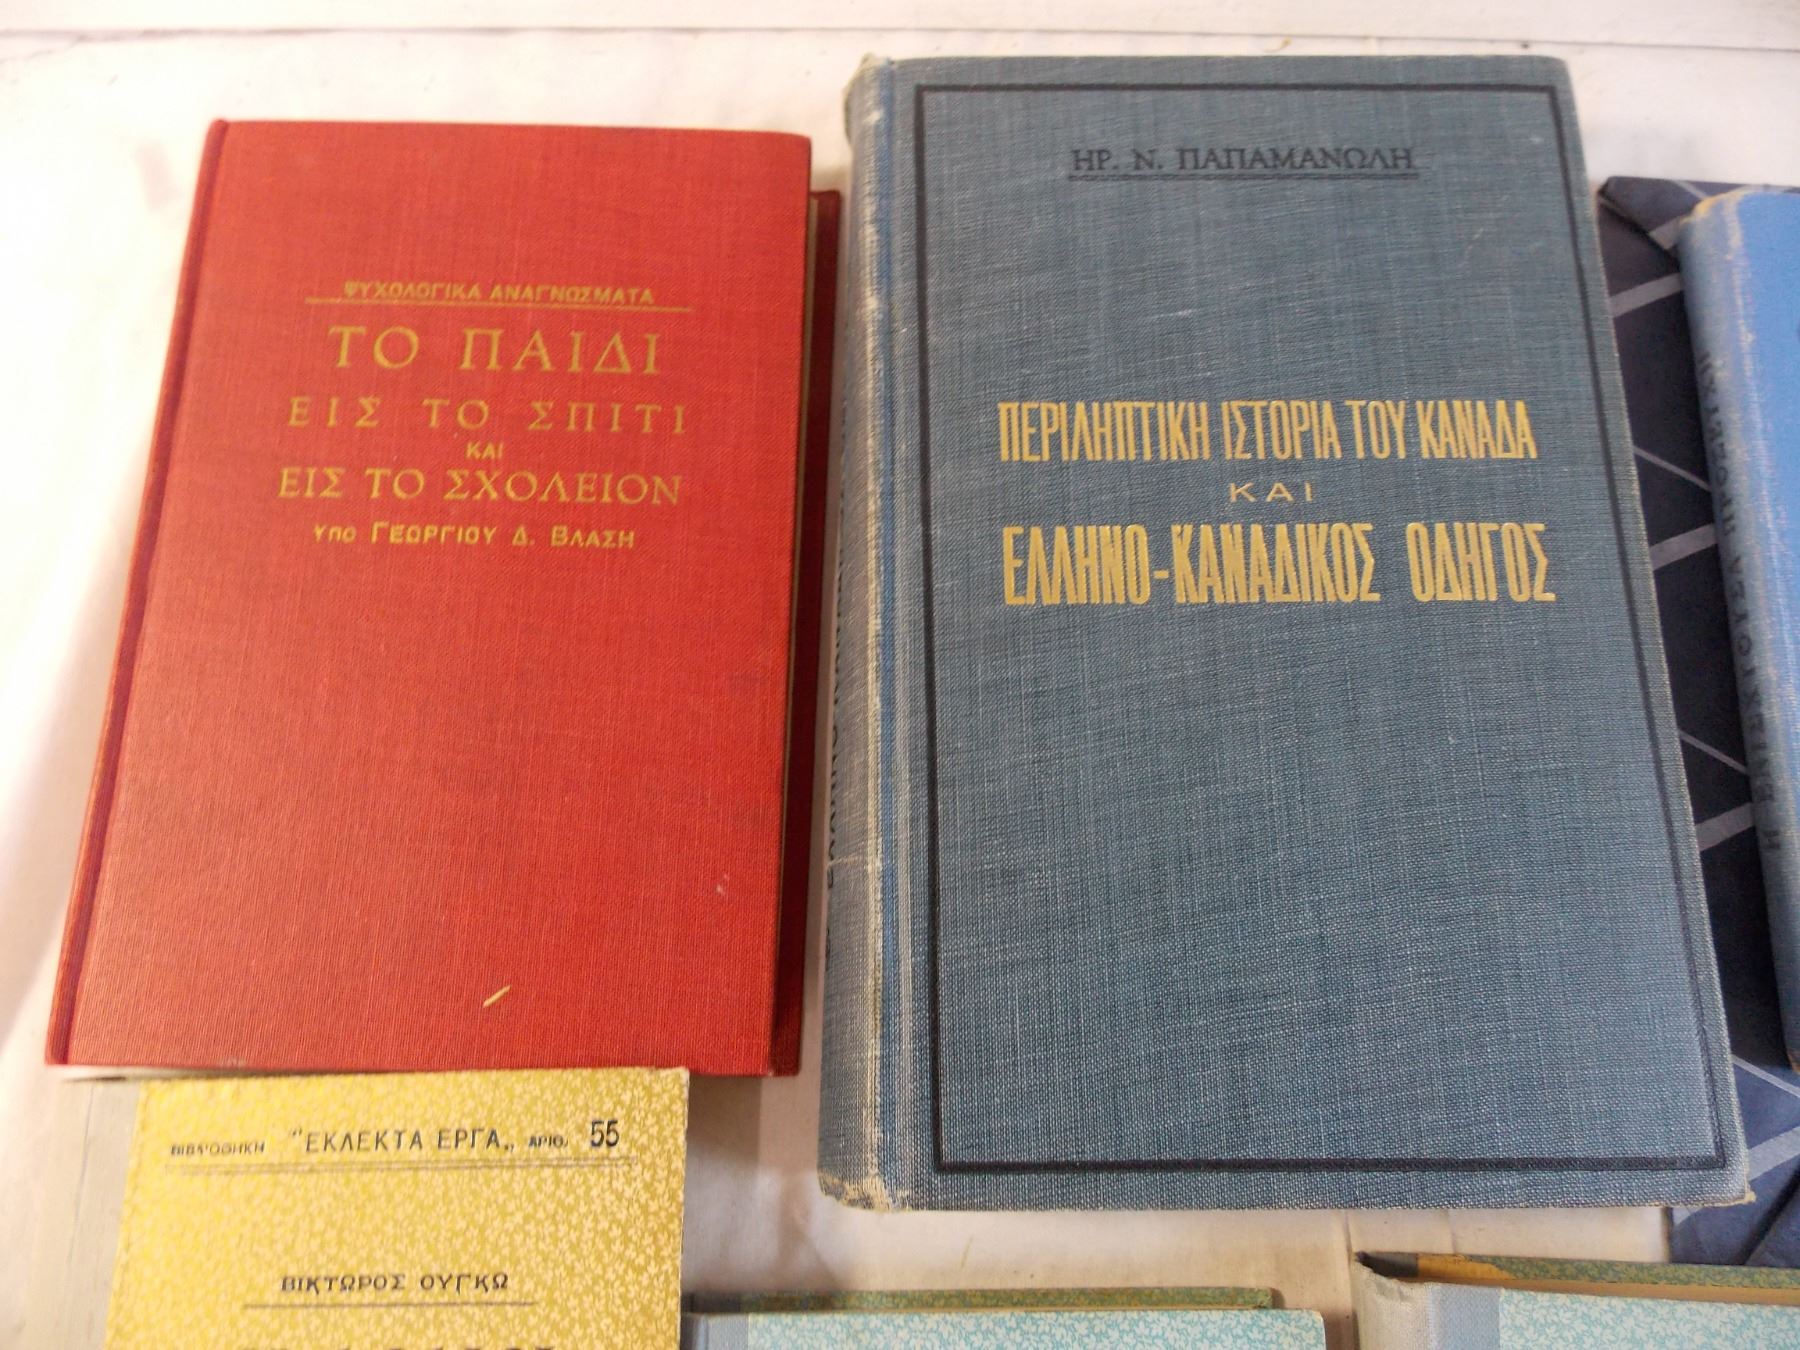 ΨΥΧΟΛΟΓΙΚΑ ΑΝΑΓΝΩΣΜΑΤΑ
ΤΟ ΠΑΙΔΙ
ΕΙΣ ΤΟ ΣΠΙΤΙ
ΚΑΙ
ΕΙΣ ΤΟ ΣΧΟΛΕΙΟΝ
ΥΠΟ ΓΕΩΡΓΙΟΥ Δ. ΒΛΑΣΗ
ΗΡ. Ν. ΠΑΠΑΜΑΝΩΛΗ
ΠΕΡΙΛΗΠΤΙΚΗ ΙΣΤΟΡΙΑ ΤΟΥ ΚΑΝΑΔΑ
ΚΑΙ
ΕΛΛΗΝΟ-ΚΑΝΑΔΙΚΟΣ ΟΔΗΓΟΣ
ΒΙΒΛΙΟΘΗΚΗ "ΕΚΛΕΚΤΑ ΕΡΓΑ„ ΑΡΙΘ. 55
ΒΙΚΤΩΡΟΣ ΟΥΓΚΩ